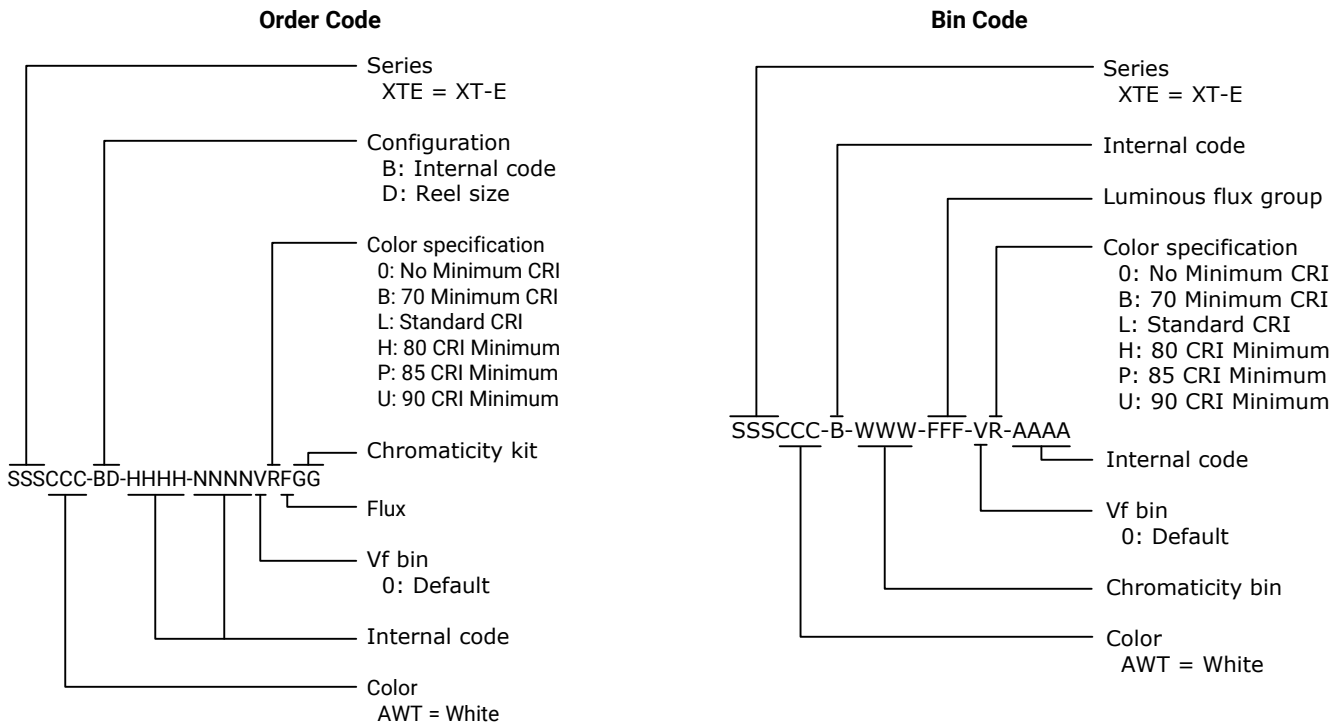 Order Code
Series
XTE = XT-E
Configuration
B: Internal code
D: Reel size
Color specification
0: No Minimum CRI
B: 70 Minimum CRI
L: Standard CRI
H: 80 CRI Minimum
P: 85 CRI Minimum
U: 90 CRI Minimum
Chromaticity kit
SSSCCC-BD-HHHH-NNNNVRFGG
Flux
Vf bin
0: Default
Internal code
Color
AWT = White
Bin Code
Series
XTE = XT-E
Internal code
Luminous flux group
Color specification
0: No Minimum CRI
B: 70 Minimum CRI
L: Standard CRI
H: 80 CRI Minimum
P: 85 CRI Minimum
U: 90 CRI Minimum
SSSCCC-B-WWW-FFF-VR-AAAA
Internal code
Vf bin
0: Default
Chromaticity bin
Color
AWT = White